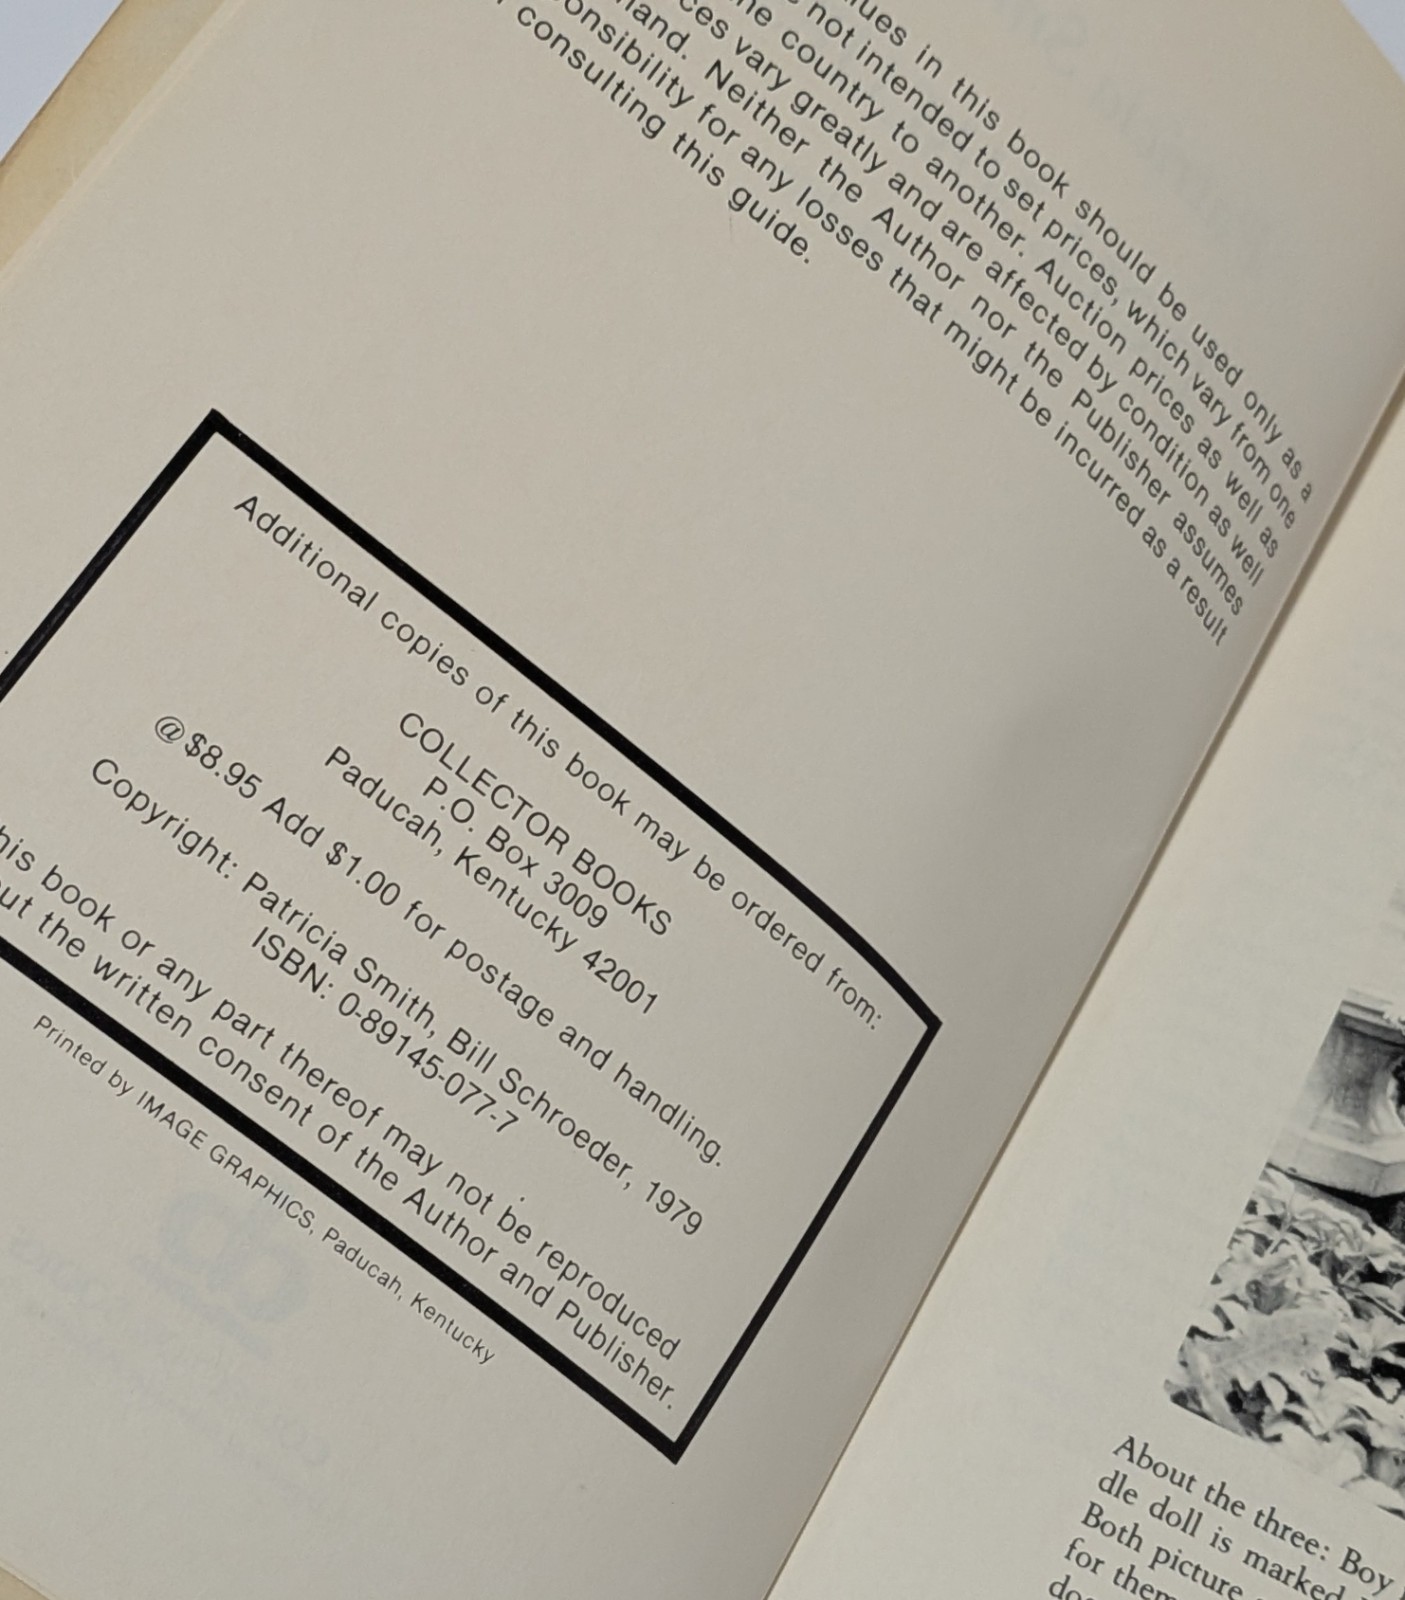 lues in this book should be used only as a
not intended to set prices, which vary from one
he country to another. Auction prices as well as
ces vary greatly and are affected by condition as well
hand. Neither the Author nor the Publisher assumes
onsibility for any losses that might be incurred as a result
consulting this guide.
Additional copies of this book may be ordered from:
COLLECTOR BOOKS
P.O. Box 3009
Paducah, Kentucky 42001
@$8.95 Add $1.00 for postage and handling.
Copyright: Patricia Smith, Bill Schroeder, 1979
ISBN: 0-89145-077-7
his book or any part thereof may not be reproduced
ut the written consent of the Author and Publisher.
Printed by IMAGE GRAPHICS, Paducah, Kentucky
About the three: Boy
dle doll is marked
Both picture
for them